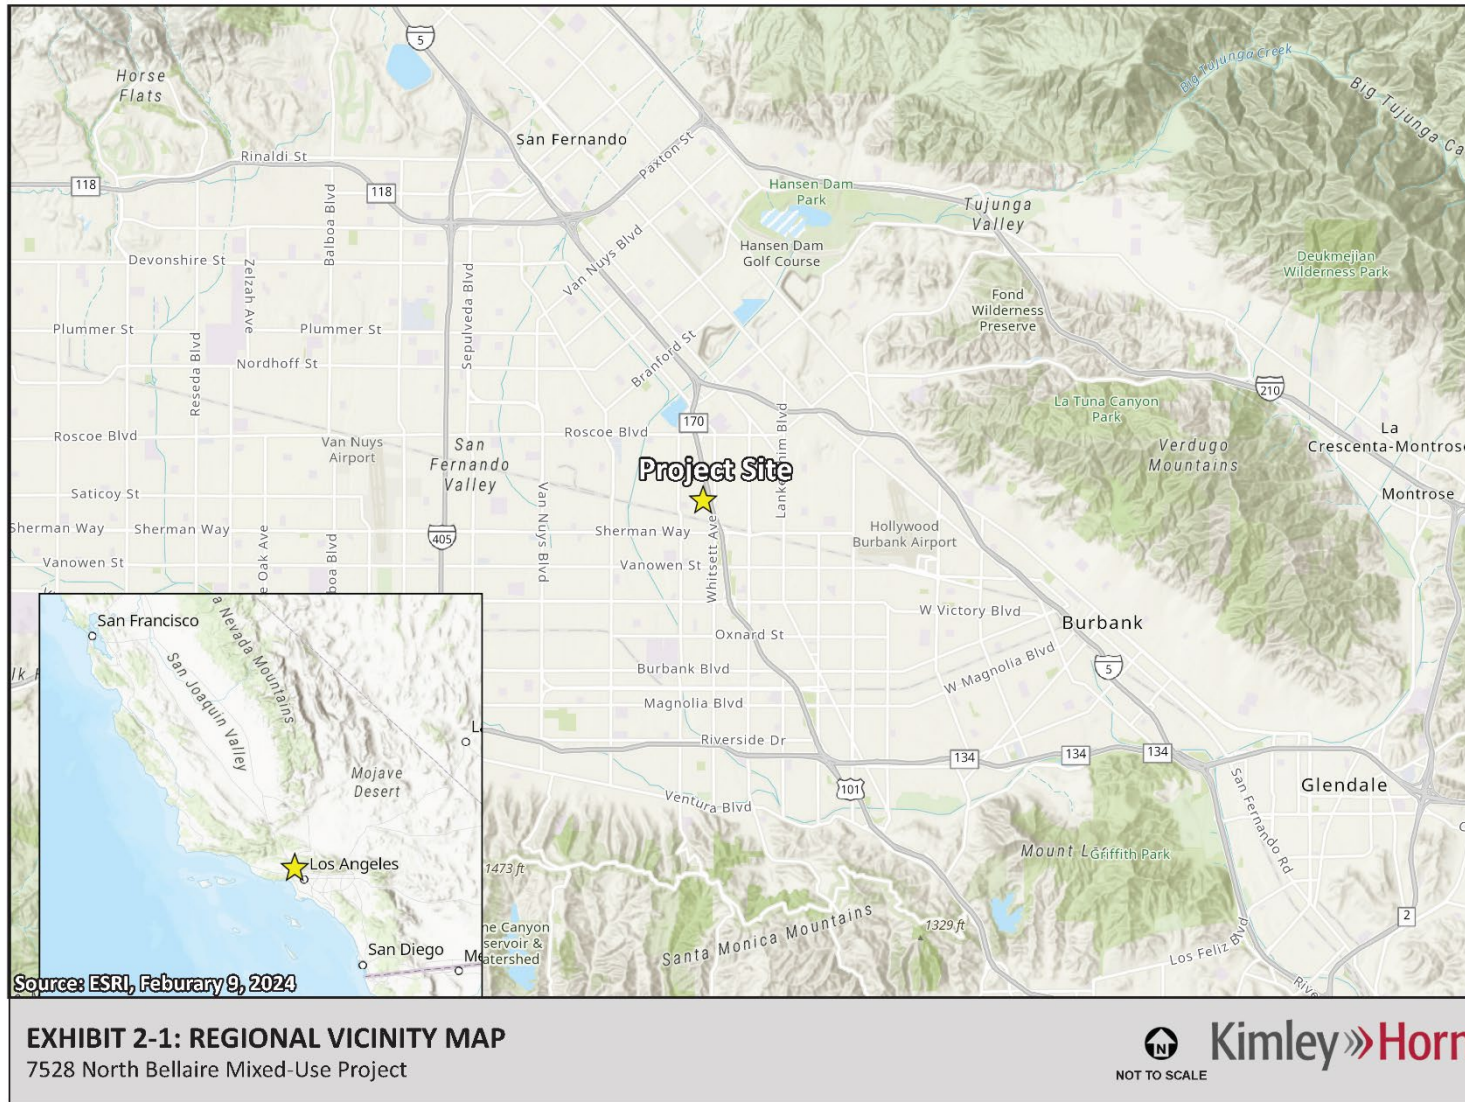 5
Horse
Flats
Big Tujunga Creek
San Fernando
Paxton St
Rinaldi St
118
118
Balboa Blvd
Hansen Dam
Park
Tujunga
Valley
Hansen Dam
Golf Course
Deukmejian
Wilderness Park
Devonshire St
Zelzah Ave
Sepulveda Blvd
Van Nuys Blvd
Fond
Wilderness
Preserve
Plummer St
Plummer St
Reseda Blvd
Nordhoff St
Branford St
210
La Tuna Canyon
Park
170
Lankershim Blvd
La
Crescenta-Montrose
Roscoe Blvd
Van Nuys
Airport
San
Fernando
Valley
Roscoe Blvd
Verdugo
Mountains
Project Site
Saticoy St
Montrose
Sherman Way
Sherman Way
405
Van Nuys Blvd
Sherman Way
Whitsett Ave
Hollywood
Burbank Airport
Vanowen St
Vanowen St
W Victory Blvd
Burbank
Oxnard St
Burbank Blvd
W Magnolia Blvd
5
Magnolia Blvd
Riverside Dr
134
134
134
101
Ventura Blvd
San Fernando Rd
Glendale
Griffith Park
1473 ft
1329 ft
Santa Monica Mountains
2
Los Feliz Blvd
San Francisco
San Joaquin Valley
a Nevada Mountains
Mojave
Desert
Los Angeles
San Diego
Source: ESRI, Feburary 9, 2024
EXHIBIT 2-1: REGIONAL VICINITY MAP
7528 North Bellaire Mixed-Use Project
N
NOT TO SCALE
Kimley»Horn